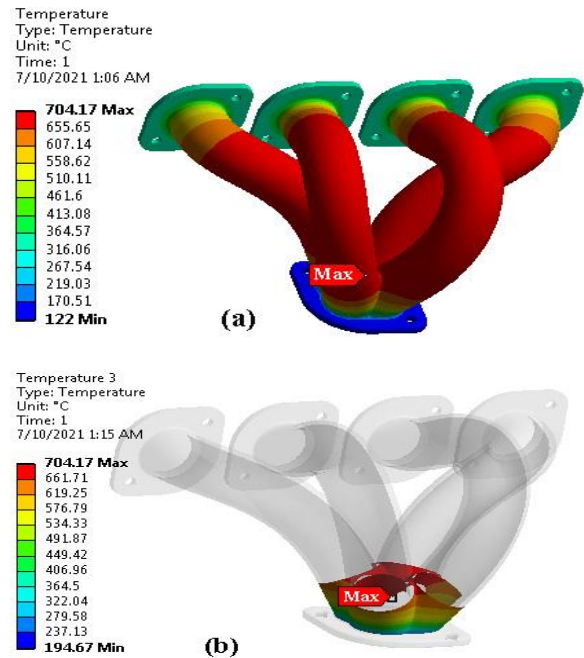 Temperature
Type: Temperature
Unit: °C
Time: 1
7/10/2021 1:06 AM
704.17 Max
655.65
607.14
558.62
510.11
461.6
413.08
364.57
316.06
267.54
219.03
170.51
122 Min
Max
(a)
Temperature 3
Type: Temperature
Unit: °C
Time: 1
7/10/2021 1:15 AM
704.17 Max
661.71
619.25
576.79
534.33
491.87
449.42
406.96
364.5
322.04
279.58
237.13
194.67 Min
Max
(b)